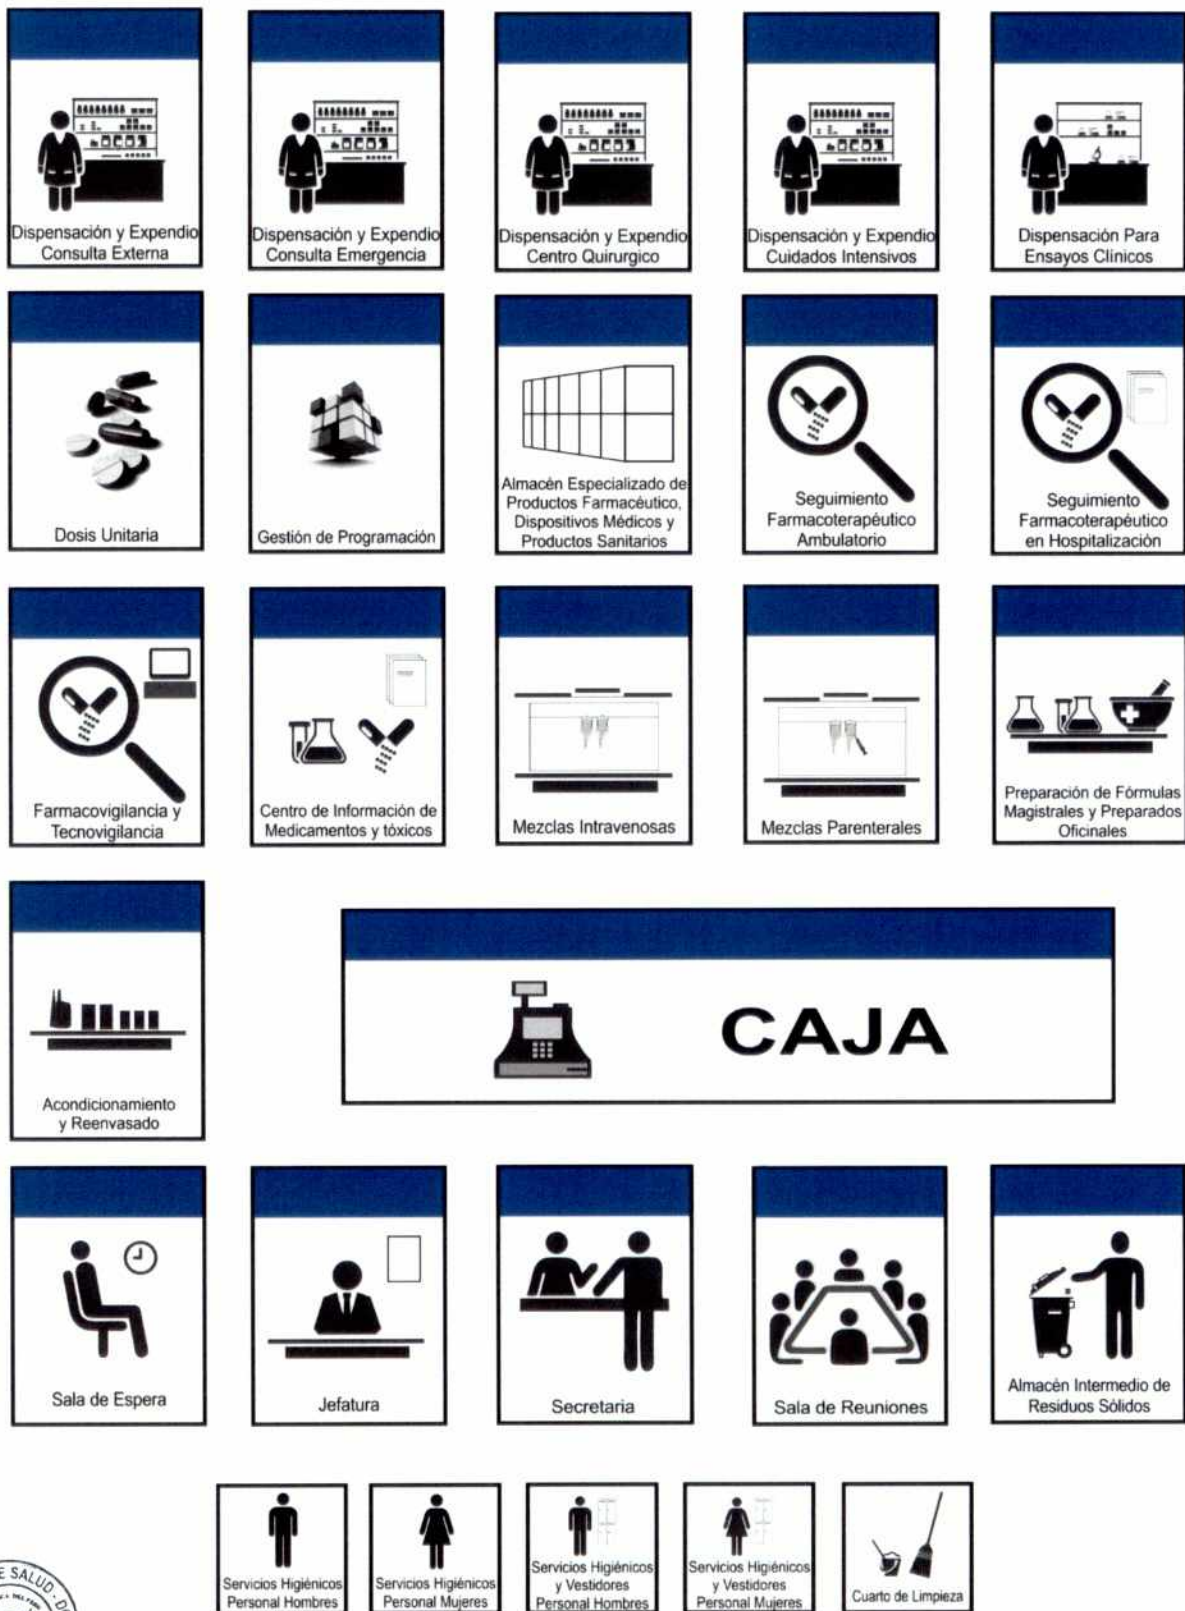 Dispensación y Expendio
Consulta Externa
Dispensación y Expendio
Consulta Emergencia
Dispensación y Expendio
Centro Quirurgico
Dispensación y Expendio
Cuidados Intensivos
Dispensación Para
Ensayos Clínicos
Dosis Unitaria
Gestión de Programación
Almacén Especializado de
Productos Farmacéutico,
Dispositivos Médicos y
Productos Sanitarios
Seguimiento
Farmacoterapéutico
Ambulatorio
Seguimiento
Farmacoterapéutico
en Hospitalización
Farmacovigilancia y
Tecnovigilancia
Centro de Información de
Medicamentos y tóxicos
Mezclas Intravenosas
Mezclas Parenterales
Preparación de Fórmulas
Magistrales y Preparados
Oficinales
Acondicionamiento
y Reenvasado
CAJA
Sala de Espera
Jefatura
Secretaria
Sala de Reuniones
Almacén Intermedio de
Residuos Sólidos
Servicios Higiénicos
Personal Hombres
Servicios Higiénicos
Personal Mujeres
Servicios Higiénicos
y Vestidores
Personal Hombres
Servicios Higiénicos
y Vestidores
Personal Mujeres
Cuarto de Limpieza
E SALUD